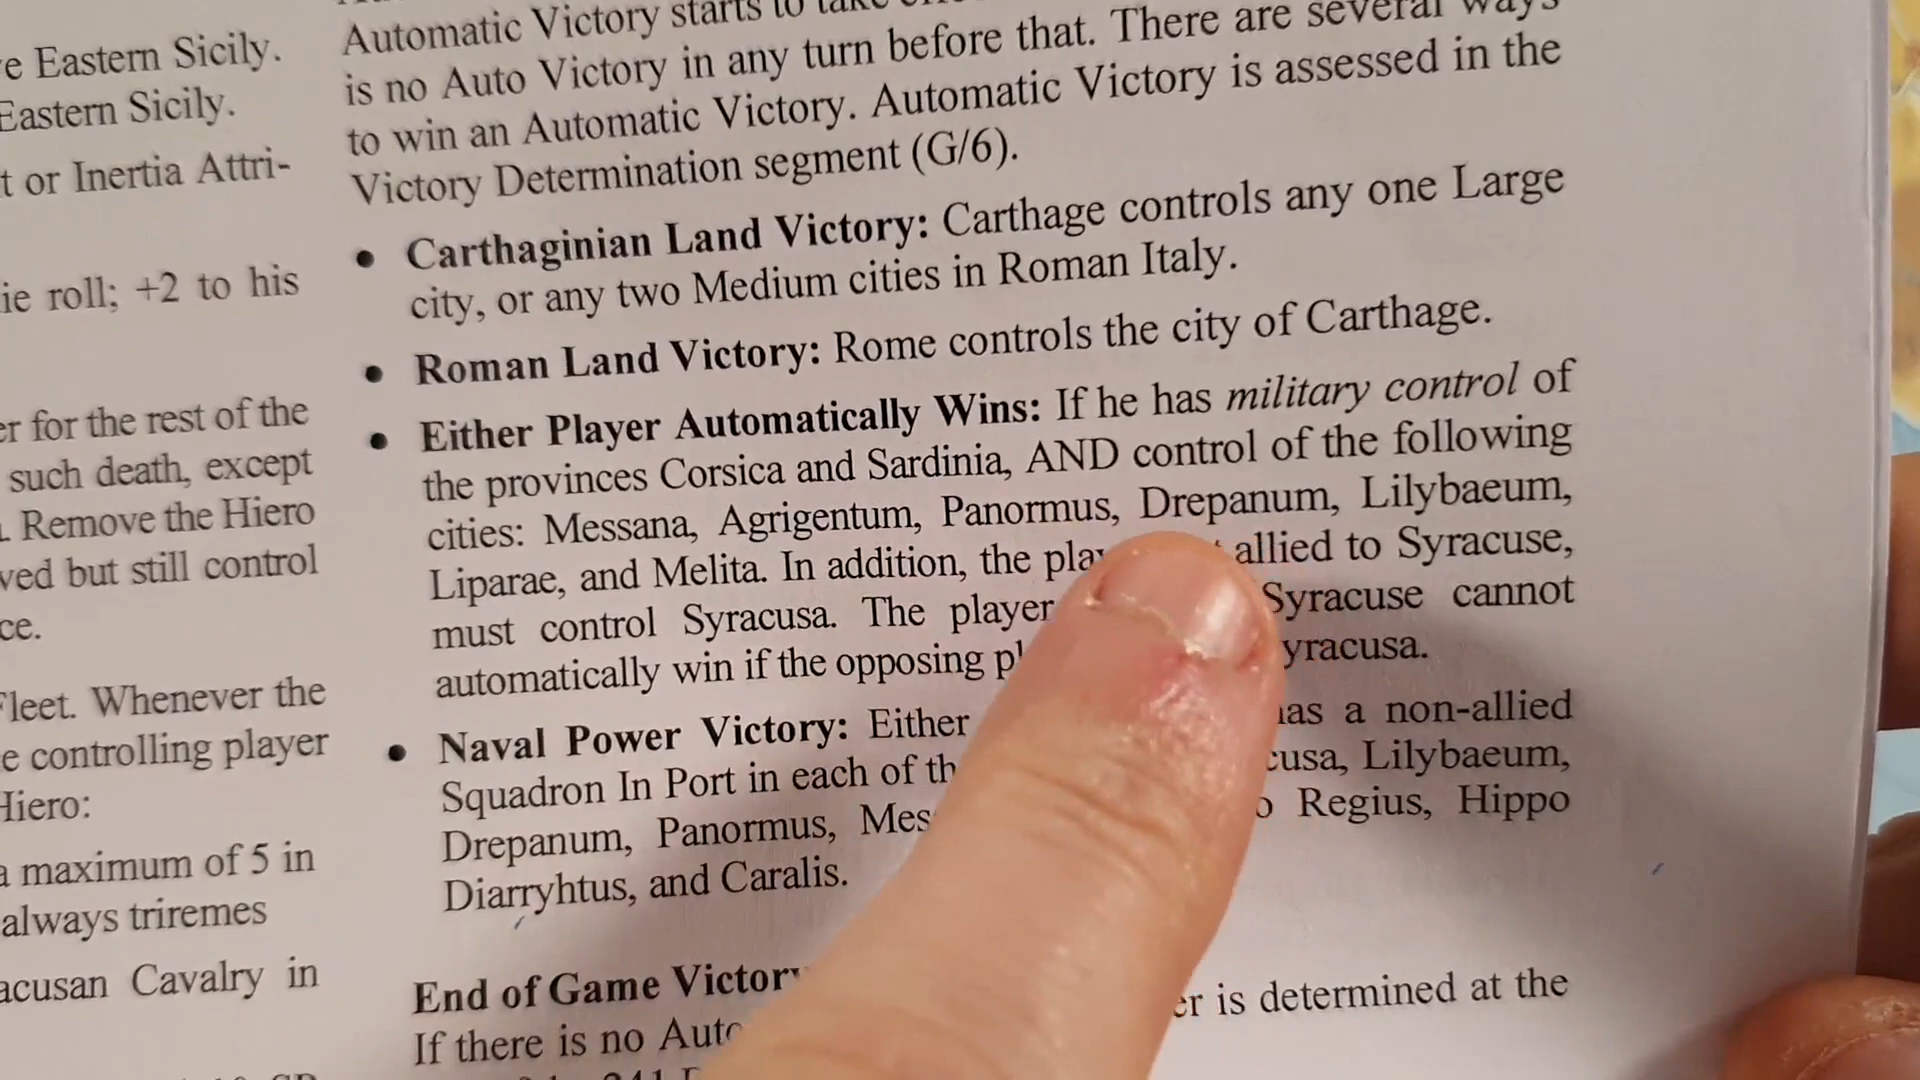 e Eastern Sicily.
Eastern Sicily.
t or Inertia Attri-
ie roll; +2 to his
er for the rest of the
such death, except
Remove the Hiero
ved but still control
ce.
Fleet. Whenever the
e controlling player
Hiero:
a maximum of 5 in
always triremes
acusan Cavalry in
Automatic Victory starts to take
is no Auto Victory in any turn before that. There are several ways
to win an Automatic Victory. Automatic Victory is assessed in the
Victory Determination segment (G/6).
• Carthaginian Land Victory: Carthage controls any one Large
city, or any two Medium cities in Roman Italy.
• Roman Land Victory: Rome controls the city of Carthage.
• Either Player Automatically Wins: If he has military control of
the provinces Corsica and Sardinia, AND control of the following
cities: Messana, Agrigentum, Panormus, Drepanum, Lilybaeum,
Liparae, and Melita. In addition, the allied to Syracuse,
must control Syracusa. The player Syracuse cannot
automatically win if the opposing yracusa.
• Naval Power Victory: Either has a non-allied
Squadron In Port in each of cusa, Lilybaeum,
Drepanum, Panormus, Mes o Regius, Hippo
Diarryhtus, and Caralis.
End of Game Victory
er is determined at the
If there is no Auto